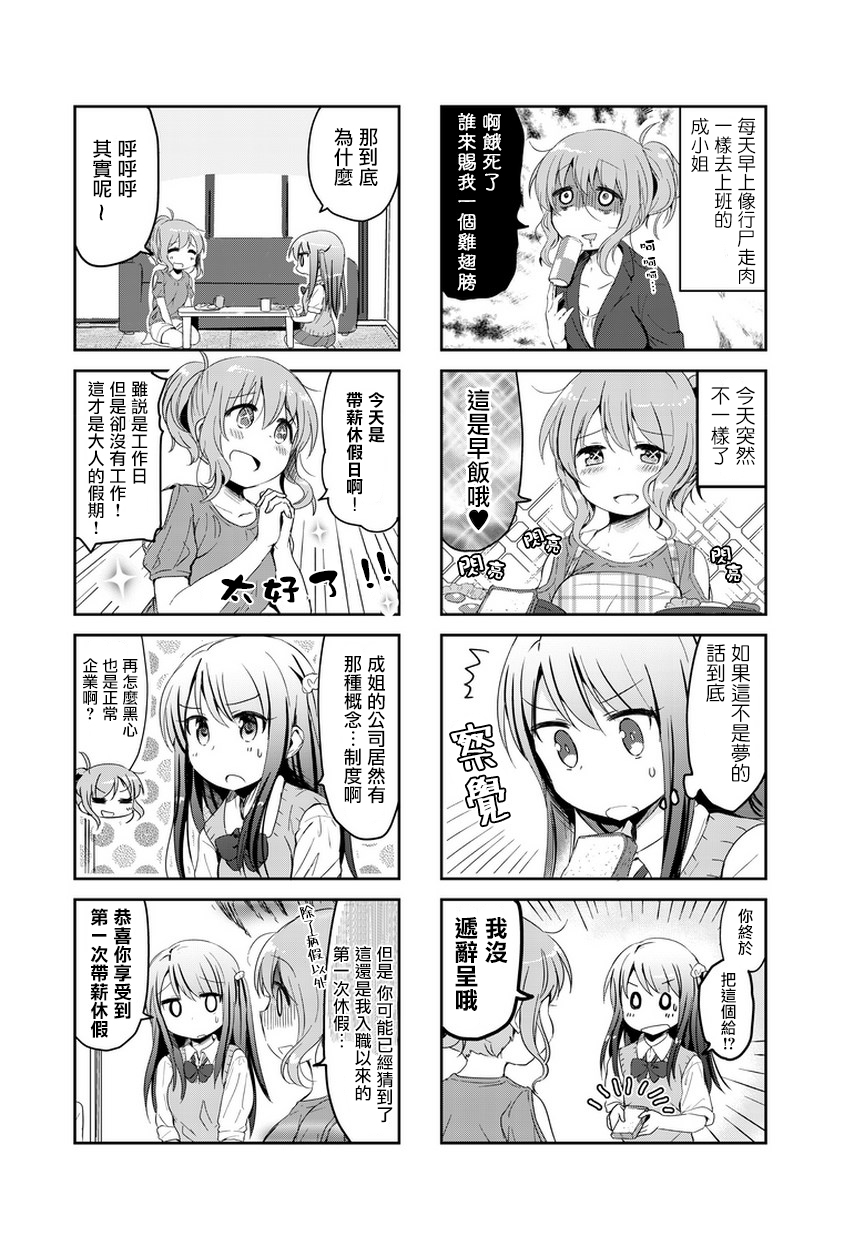 每天早上像行尸走肉
一樣去上班的
成小姐
啊餓死了
誰來賜我一個雞翅膀
呵呵呵…
今天突然
不一樣了
這是早飯哦♥
閃亮
閃亮
閃亮
如果這不是夢的
話到底
察覺
你終於
把這個給!?
我沒
遞辭呈哦
那到底
為什麼
呼呼呼
其實呢~
今天是
帶薪休假日啊!
雖説是工作日
但是卻沒有工作!
這才是大人的假期!
太好了!!
成姐的公司居然有
那種概念…制度啊
再怎麼黑心
也是正常
企業啊?
但是 你可能已經猜到了
這還是我入職以來的
第一次休假…
除了病假以外
恭喜你享受到
第一次帶薪休假